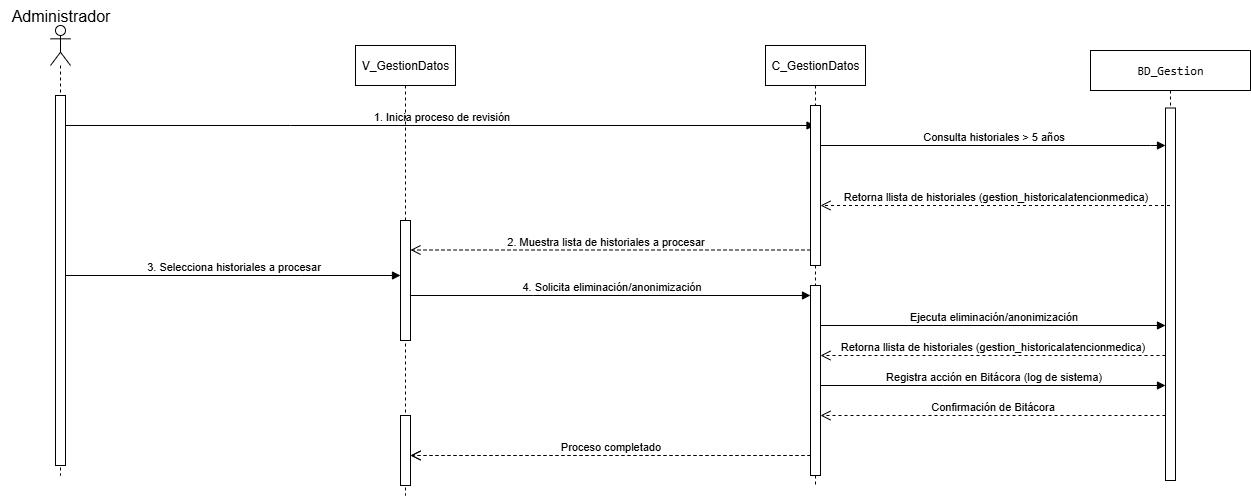 Administrador
V_GestionDatos
C_GestionDatos
BD_Gestion
1. Inicia proceso de revisión
Consulta historiales > 5 años
Retorna llista de historiales (gestion_historicalatencionmedica)
2. Muestra lista de historiales a procesar
3. Selecciona historiales a procesar
4. Solicita eliminación/anonimización
Ejecuta eliminación/anonimización
Retorna llista de historiales (gestion_historicalatencionmedica)
Registra acción en Bitácora (log de sistema)
Confirmación de Bitácora
Proceso completado